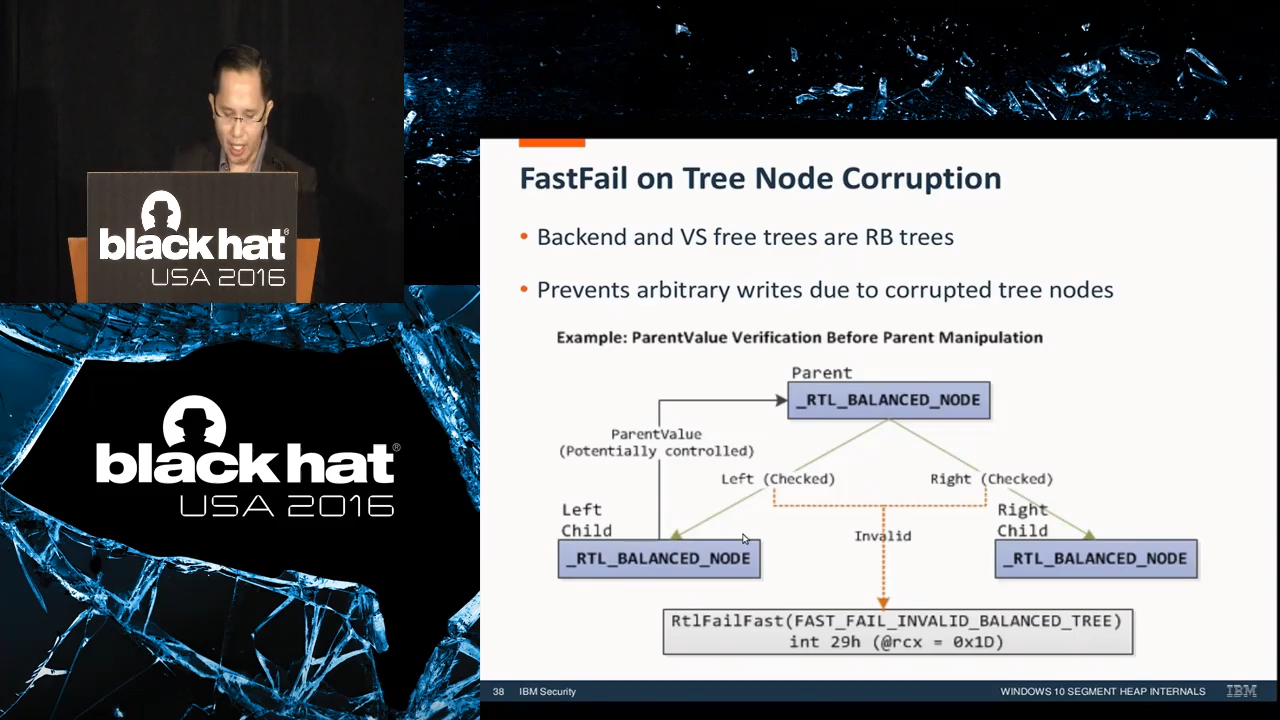 black hat®
USA 2016
black hat®
USA 2016
FastFail on Tree Node Corruption
• Backend and VS free trees are RB trees
• Prevents arbitrary writes due to corrupted tree nodes
Example: ParentValue Verification Before Parent Manipulation
Parent
_RTL_BALANCED_NODE
ParentValue
(Potentially controlled)
Left (Checked)
Right (Checked)
Left
Child
_RTL_BALANCED_NODE
Invalid
Right
Child
_RTL_BALANCED_NODE
RtlFailFast(FAST_FAIL_INVALID_BALANCED_TREE)
int 29h (@rcx = 0x1D)
38
IBM Security
WINDOWS 10 SEGMENT HEAP INTERNALS
IBM